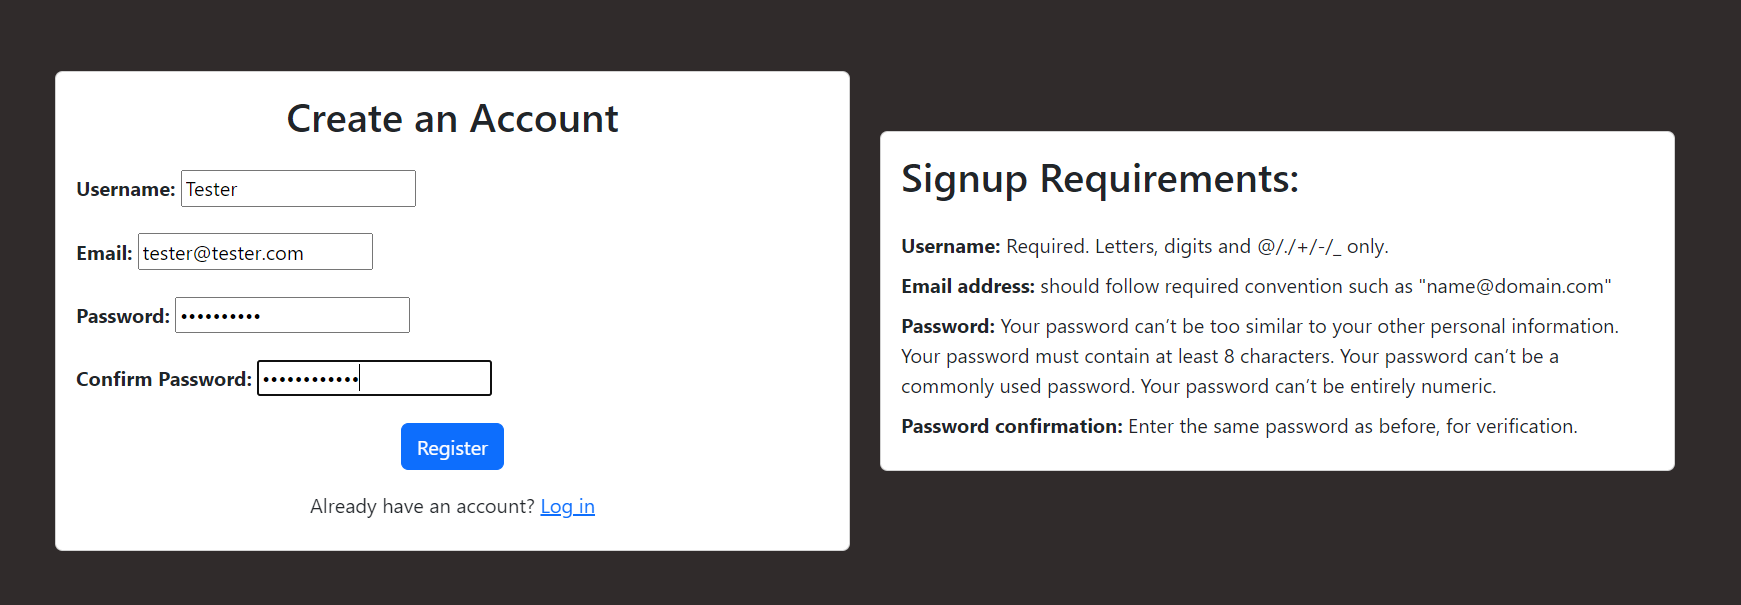 Create an Account
Username: Tester
Email: tester@tester.com
Password: ••••••••••
Confirm Password: ••••••••••••
Register
Already have an account? Log in
Signup Requirements:
Username: Required. Letters, digits and @/./+/-/_ only.
Email address: should follow required convention such as "name@domain.com"
Password: Your password can’t be too similar to your other personal information.
Your password must contain at least 8 characters. Your password can’t be a
commonly used password. Your password can’t be entirely numeric.
Password confirmation: Enter the same password as before, for verification.